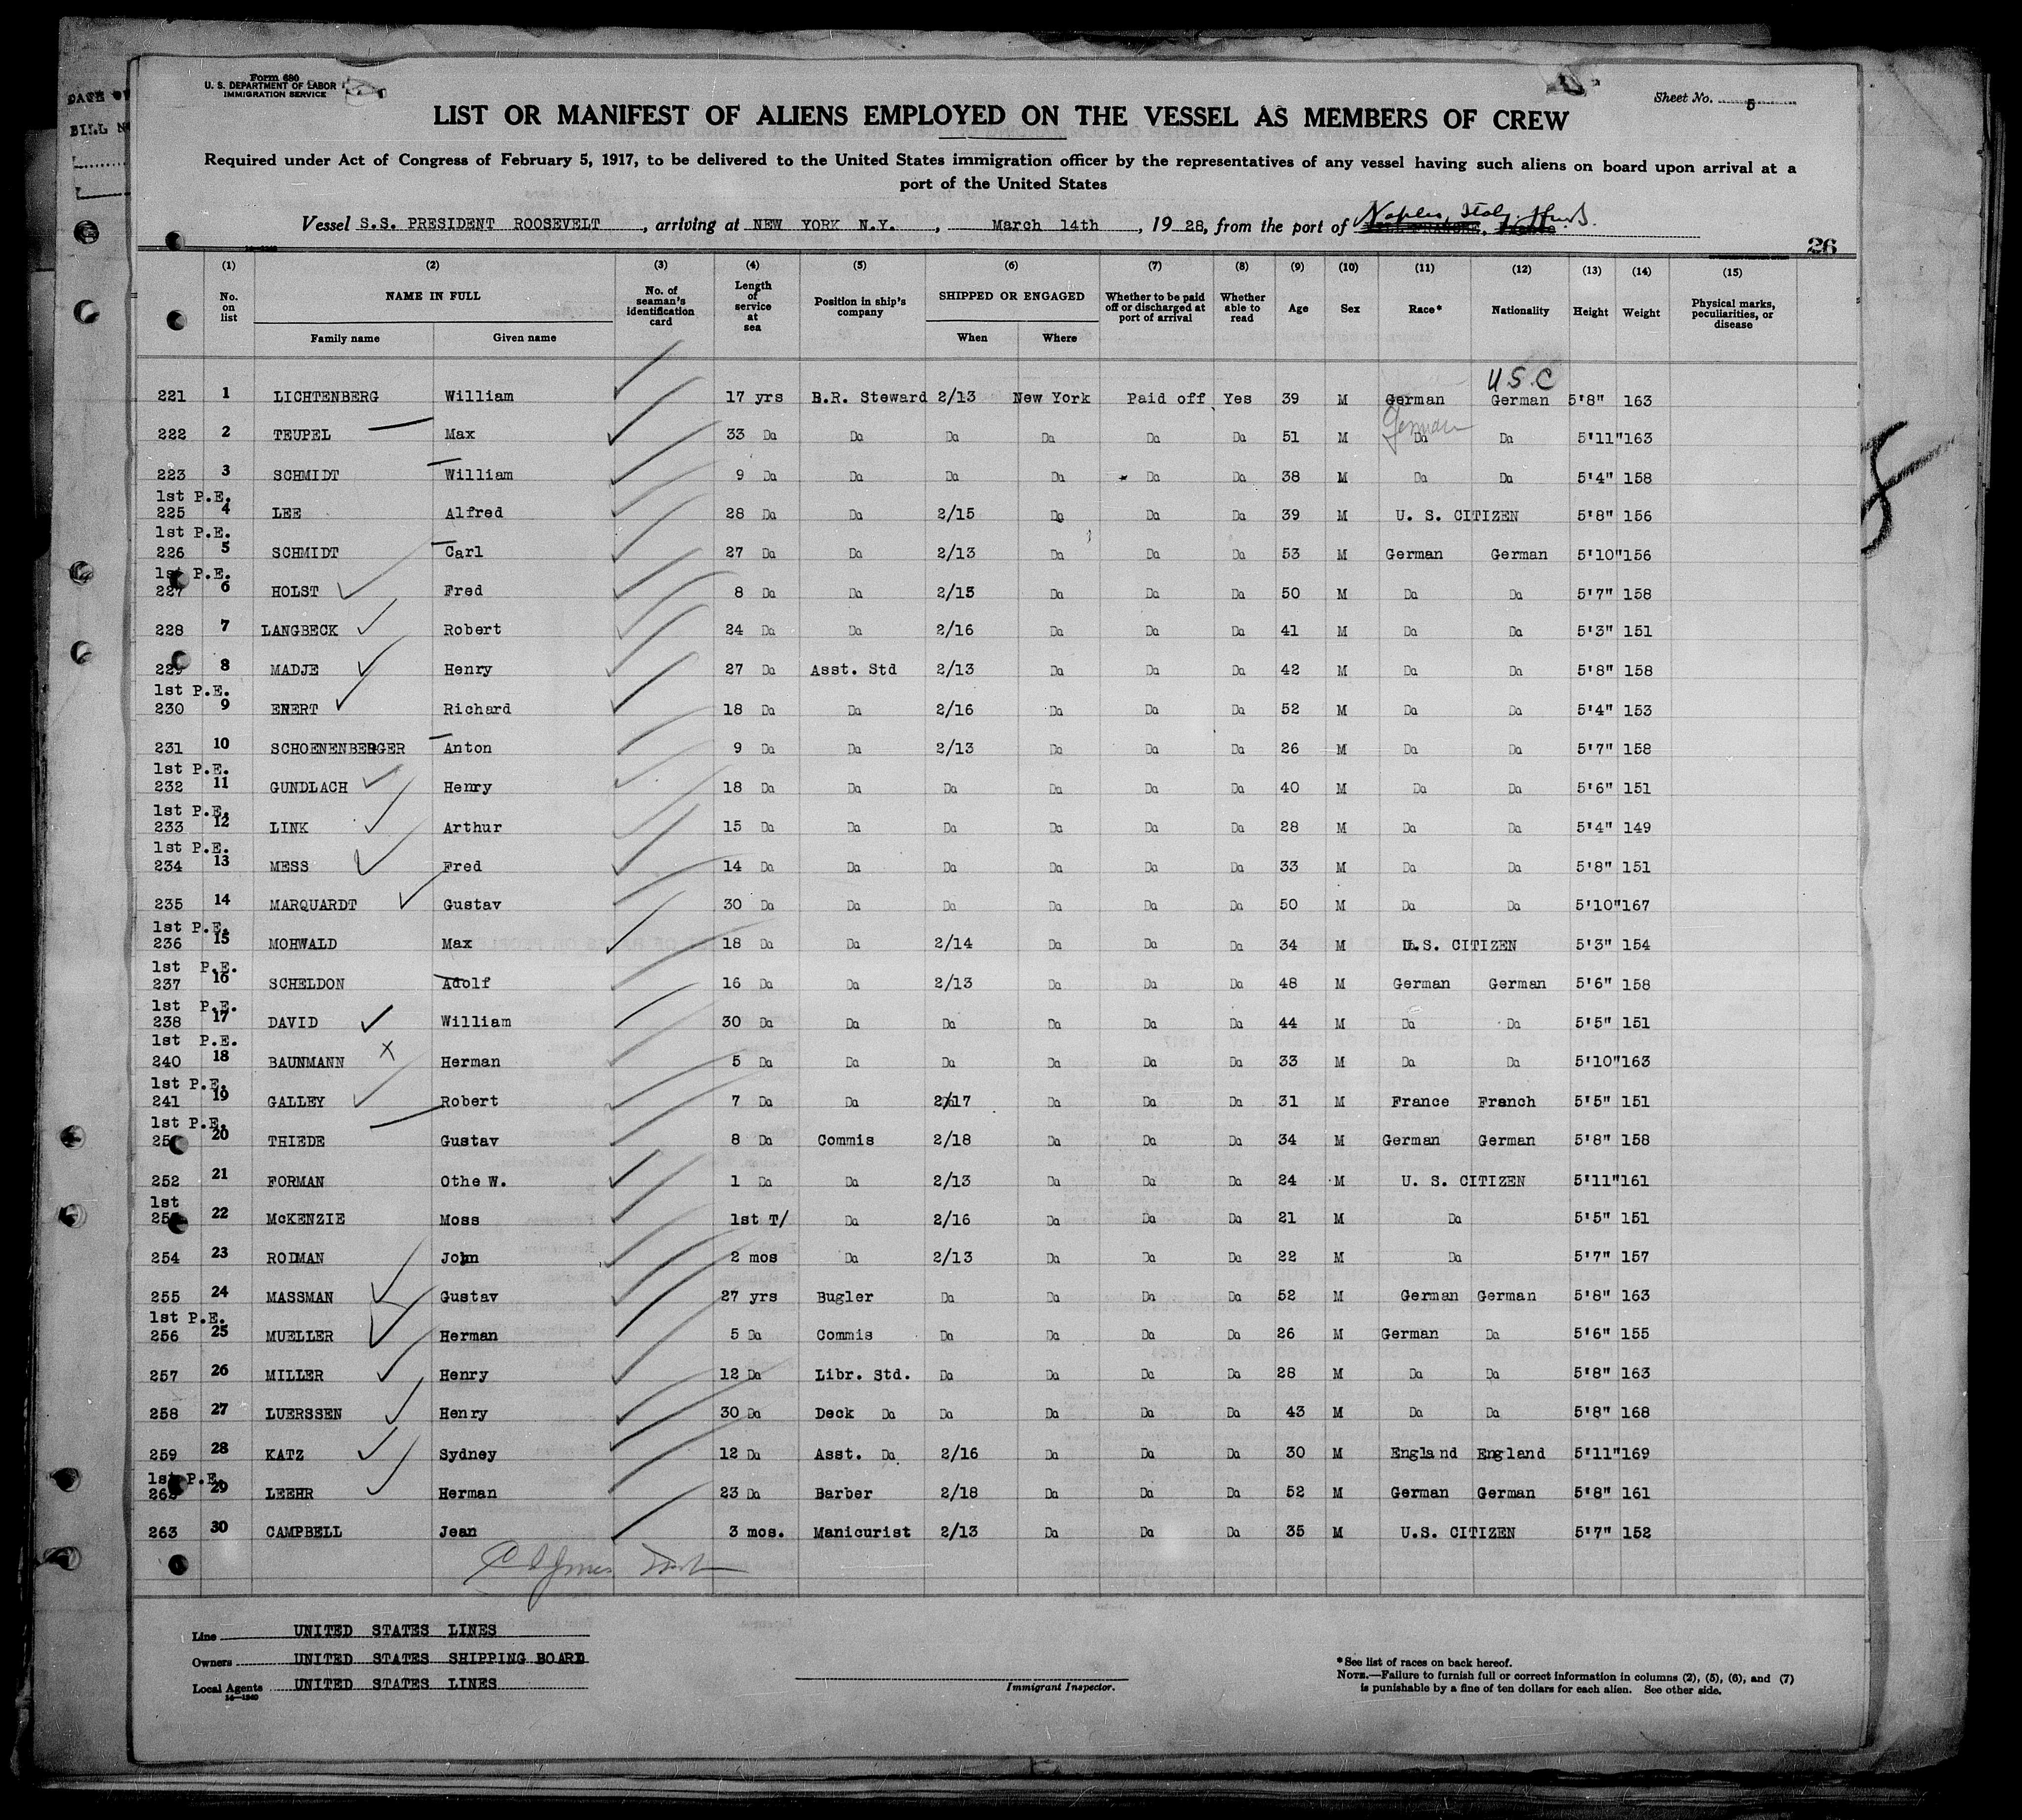 DATE OF
BILL N
Form 680
U. S. DEPARTMENT OF LABOR
IMMIGRATION SERVICE
Sheet No. 5
LIST OR MANIFEST OF ALIENS EMPLOYED ON THE VESSEL AS MEMBERS OF CREW
Required under Act of Congress of February 5, 1917, to be delivered to the United States immigration officer by the representatives of any vessel having such aliens on board upon arrival at a
port of the United States
Vessel S.S. PRESIDENT ROOSEVELT, arriving at NEW YORK N.Y., March 14th, 1928, from the port of Naples, Italy
14-1240
26
(1) (2) (3) (4) (5) (6) (7) (8) (9) (10) (11) (12) (13) (14) (15)
No. on list NAME IN FULL Family name Given name No. of seaman's identification card Length of service at sea Position in ship's company SHIPPED OR ENGAGED When Where Whether to be paid off or discharged at port of arrival Whether able to read Age Sex Race* Nationality Height Weight Physical marks, peculiarities, or disease
U S C
221 1 LICHTENBERG William 17 yrs B.R. Steward 2/13 New York Paid off Yes 39 M German German 5'8" 163
German
222 2 TEUPEL Max 33 Do Do Do Do Do Do 51 M Do Do 5'11" 163
223 3 SCHMIDT William 9 Do Do Do Do Do Do 38 M Do Do 5'4" 158
1st P.E.
225 4 LEE Alfred 28 Do Do 2/15 Do Do Do 39 M U. S. CITIZEN 5'8" 156
1st P.E.
226 5 SCHMIDT Carl 27 Do Do 2/13 Do Do Do 53 M German German 5'10" 156
1st P.E.
227 6 HOLST Fred 8 Do Do 2/15 Do Do Do 50 M Do Do 5'7" 158
228 7 LANGBECK Robert 24 Do Do 2/16 Do Do Do 41 M Do Do 5'3" 151
229 8 MADJE Henry 27 Do Asst. Std 2/13 Do Do Do 42 M Do Do 5'8" 158
1st P.E.
230 9 ENERT Richard 18 Do Do 2/16 Do Do Do 52 M Do Do 5'4" 153
231 10 SCHOENENBERGER Anton 9 Do Do 2/13 Do Do Do 26 M Do Do 5'7" 158
1st P.E.
232 11 GUNDLACH Henry 18 Do Do Do Do Do Do 40 M Do Do 5'6" 151
1st P.E.
233 12 LINK Arthur 15 Do Do Do Do Do Do 28 M Do Do 5'4" 149
1st P.E.
234 13 MESS Fred 14 Do Do Do Do Do Do 33 M Do Do 5'8" 151
235 14 MARQUARDT Gustav 30 Do Do Do Do Do Do 50 M Do Do 5'10" 167
1st P.E.
236 15 MOHWALD Max 18 Do Do 2/14 Do Do Do 34 M U.S. CITIZEN 5'3" 154
1st P.E.
237 16 SCHELDON Adolf 16 Do Do 2/13 Do Do Do 48 M German German 5'6" 158
1st P.E.
238 17 DAVID William 30 Do Do Do Do Do Do 44 M Do Do 5'5" 151
1st P.E.
240 18 BAUNMANN X Herman 5 Do Do Do Do Do Do 33 M Do Do 5'10" 163
1st P.E.
241 19 GALLEY Robert 7 Do Do 2/17 Do Do Do 31 M France Franch 5'5" 151
1st P.E.
20 THIEDE Gustav 8 Do Commis 2/18 Do Do Do 34 M German German 5'8" 158
252 21 FORMAN Othe W. 1 Do Do 2/13 Do Do Do 24 M U. S. CITIZEN 5'11" 161
1st
22 McKENZIE Moss 1st T/ Do 2/16 Do Do Do 21 M Do 5'5" 151
254 23 RODMAN John 2 mos Do 2/13 Do Do Do 22 M Do 5'7" 157
255 24 MASSMAN Gustav 27 yrs Bugler Do Do Do Do 52 M German German 5'8" 163
1st P.E.
256 25 MUELLER Herman 5 Do Commis Do Do Do Do 26 M German Do 5'6" 155
257 26 MILLER Henry 12 Do Libr. Std. Do Do Do Do 28 M Do Do 5'8" 163
258 27 LUERSSEN Henry 30 Do Deck Do Do Do Do Do 43 M Do Do 5'8" 168
259 28 KATZ Sydney 12 Do Asst. Do 2/16 Do Do Do 30 M England England 5'11" 169
1st P.E.
29 LEEHR Herman 23 Do Barber 2/18 Do Do Do 52 M German German 5'8" 161
263 30 CAMPBELL Jean 3 mos. Manicurist 2/13 Do Do Do 35 M U.S. CITIZEN 5'7" 152
Line UNITED STATES LINES
Owners UNITED STATES SHIPPING BOARD
Local Agents UNITED STATES LINES
14-1240
Immigrant Inspector.
*See list of races on back hereof.
NOTE.—Failure to furnish full or correct information in columns (2), (5), (6), and (7)
is punishable by a fine of ten dollars for each alien. See other side.